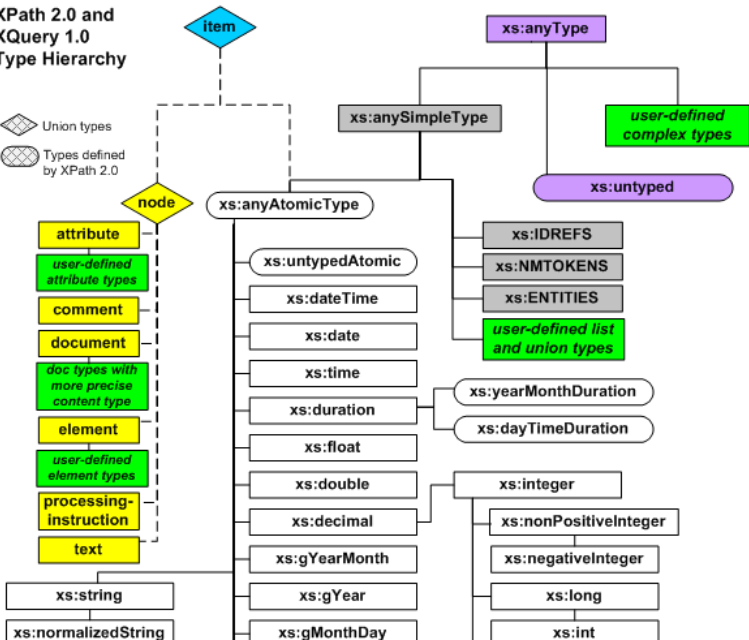 XPath 2.0 and
XQuery 1.0
Type Hierarchy
Union types
Types defined
by XPath 2.0
item
node
attribute
user-defined
attribute types
comment
document
doc types with
more precise
content type
element
user-defined
element types
processing-
instruction
text
xs:anyType
xs:anySimpleType
user-defined
complex types
xs:untyped
xs:anyAtomicType
xs:IDREFS
xs:NMTOKENS
xs:ENTITIES
user-defined list
and union types
xs:untypedAtomic
xs:dateTime
xs:date
xs:time
xs:duration
xs:yearMonthDuration
xs:dayTimeDuration
xs:float
xs:double
xs:decimal
xs:integer
xs:nonPositiveInteger
xs:negativeInteger
xs:long
xs:int
xs:gYearMonth
xs:gYear
xs:gMonthDay
xs:string
xs:normalizedString